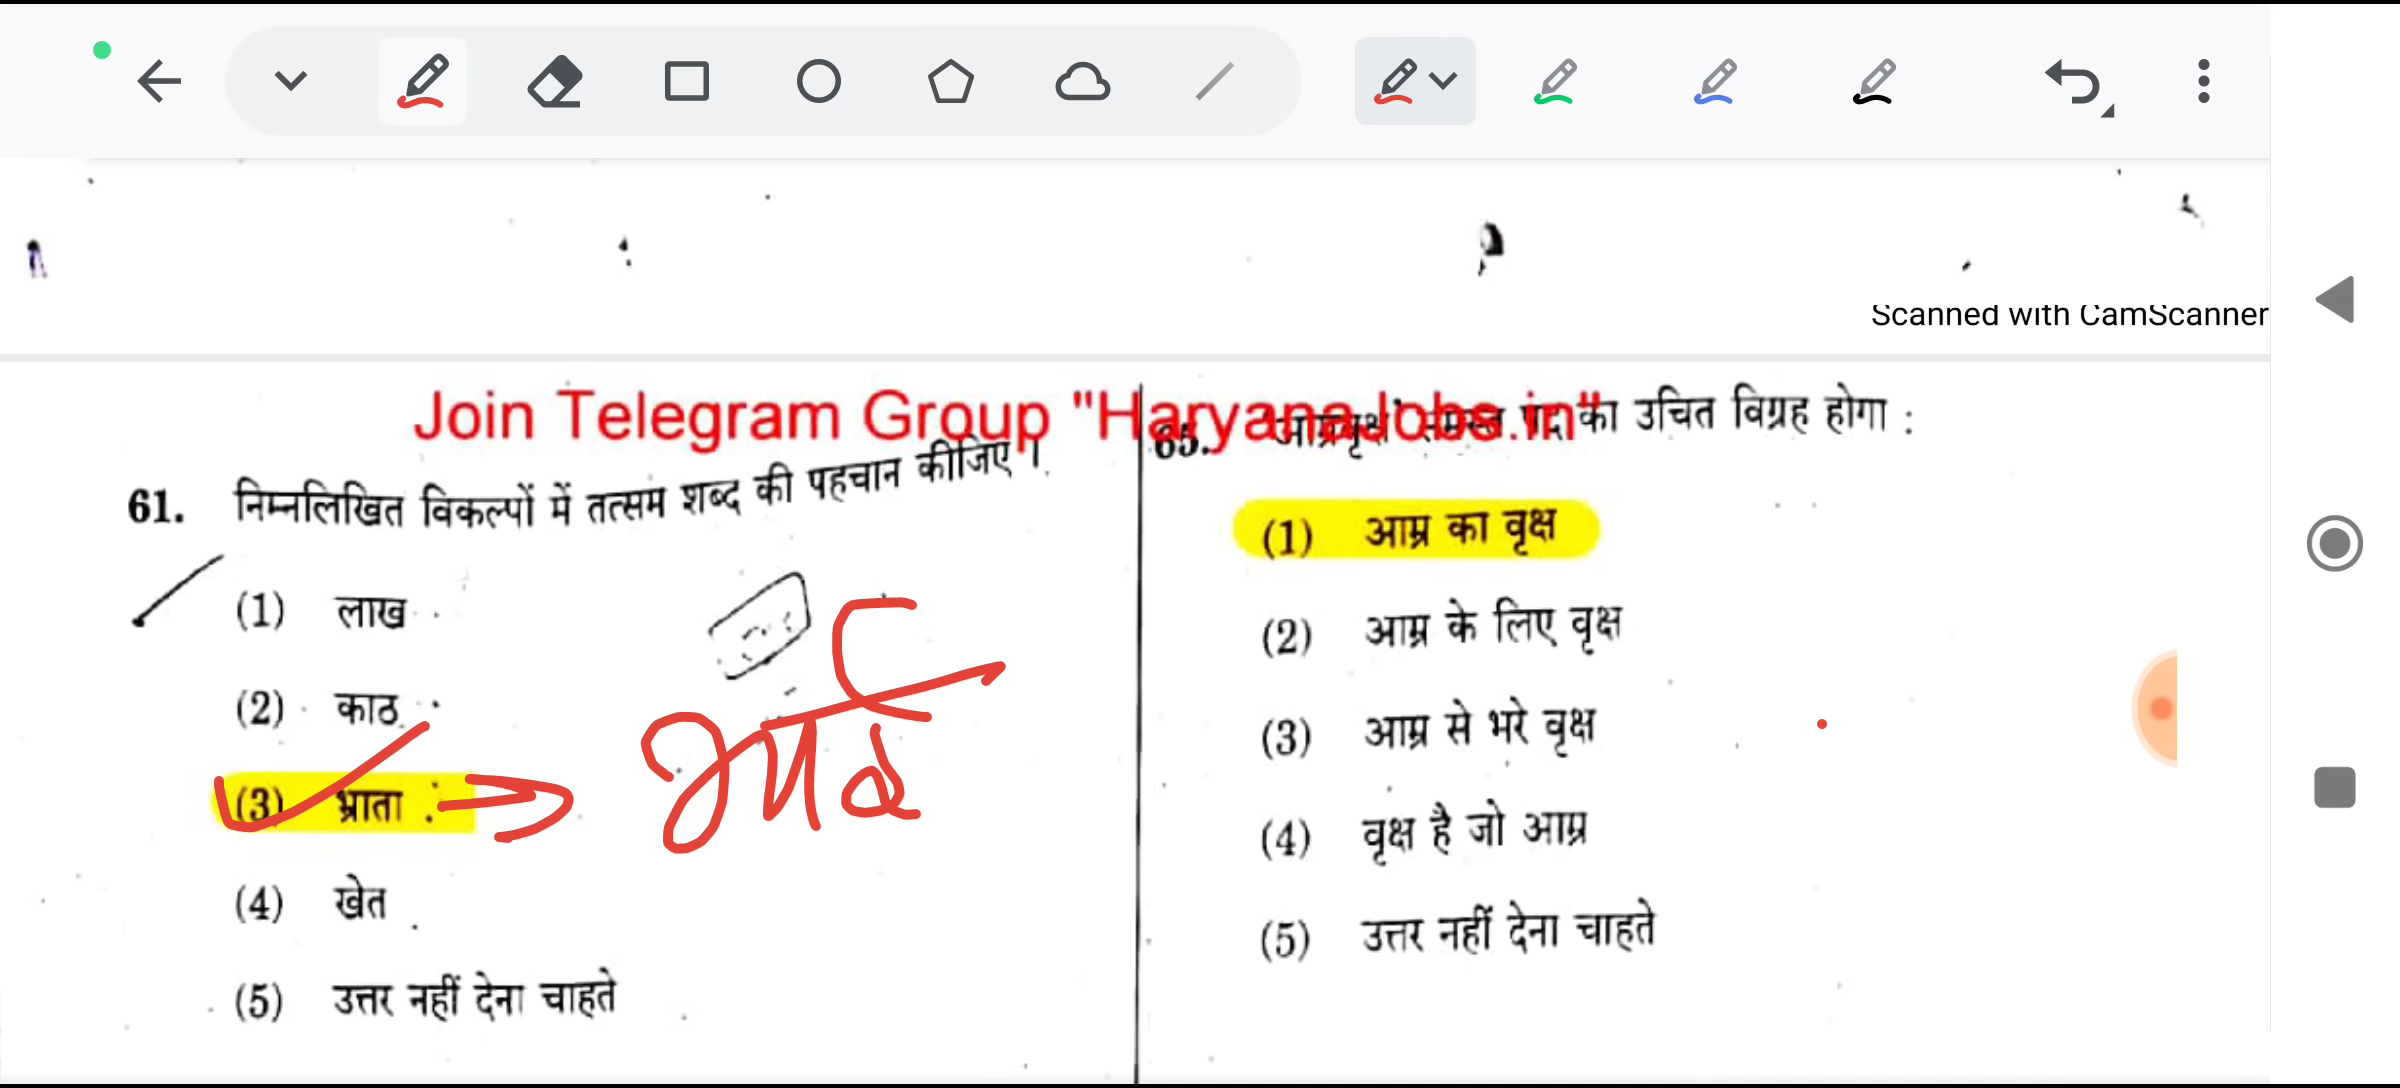 Scanned with CamScanner
Join Telegram Group "HaryanaJobs.in"
61. निम्नलिखित विकल्पों में तत्सम शब्द की पहचान कीजिए ।
(1) लाख
(2) काठ
(3) भ्राता
भाई
(4) खेत
(5) उत्तर नहीं देना चाहते
65. 'आम्रवृक्ष' समस्त पद का उचित विग्रह होगा :
(1) आम्र का वृक्ष
(2) आम्र के लिए वृक्ष
(3) आम्र से भरे वृक्ष
(4) वृक्ष है जो आम्र
(5) उत्तर नहीं देना चाहते